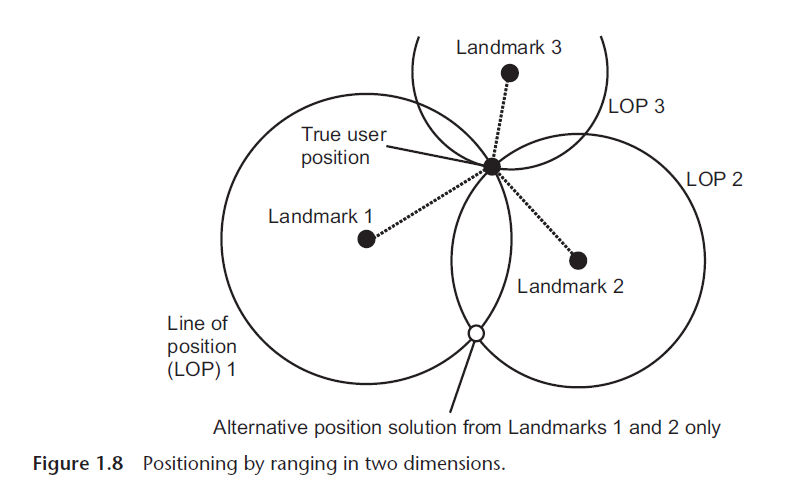 Landmark 3
LOP 3
True user
position
LOP 2
Landmark 1
Landmark 2
Line of
position
(LOP) 1
Alternative position solution from Landmarks 1 and 2 only
Figure 1.8 Positioning by ranging in two dimensions.